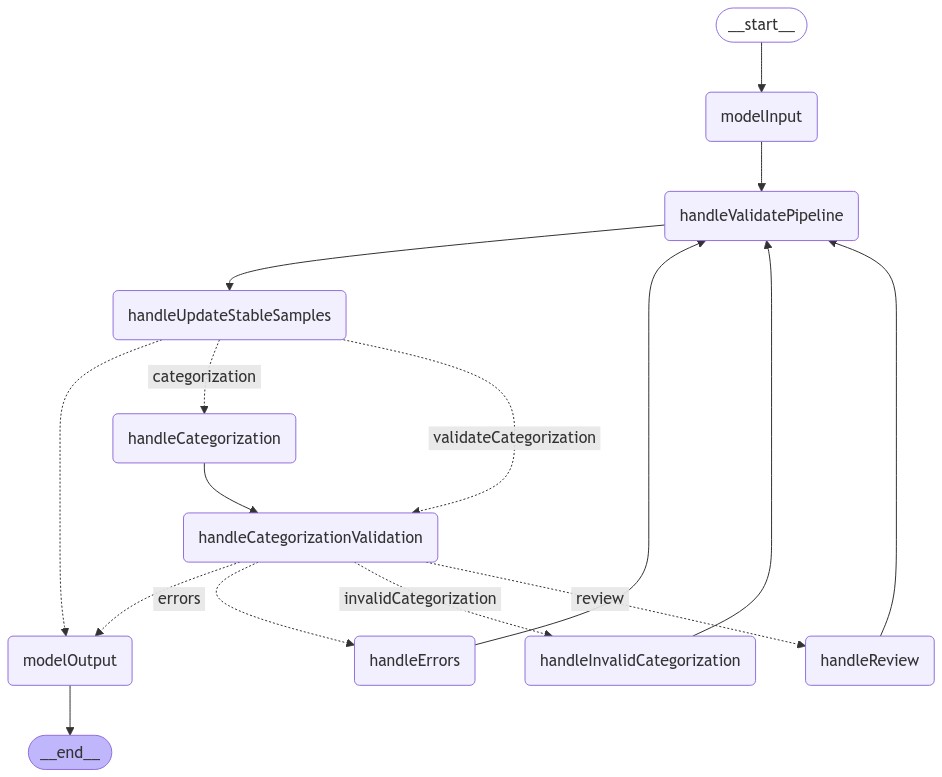 __start__
modelInput
handleValidatePipeline
handleUpdateStableSamples
categorization
handleCategorization
validateCategorization
handleCategorizationValidation
errors
invalidCategorization
review
modelOutput
handleErrors
handleInvalidCategorization
handleReview
__end__